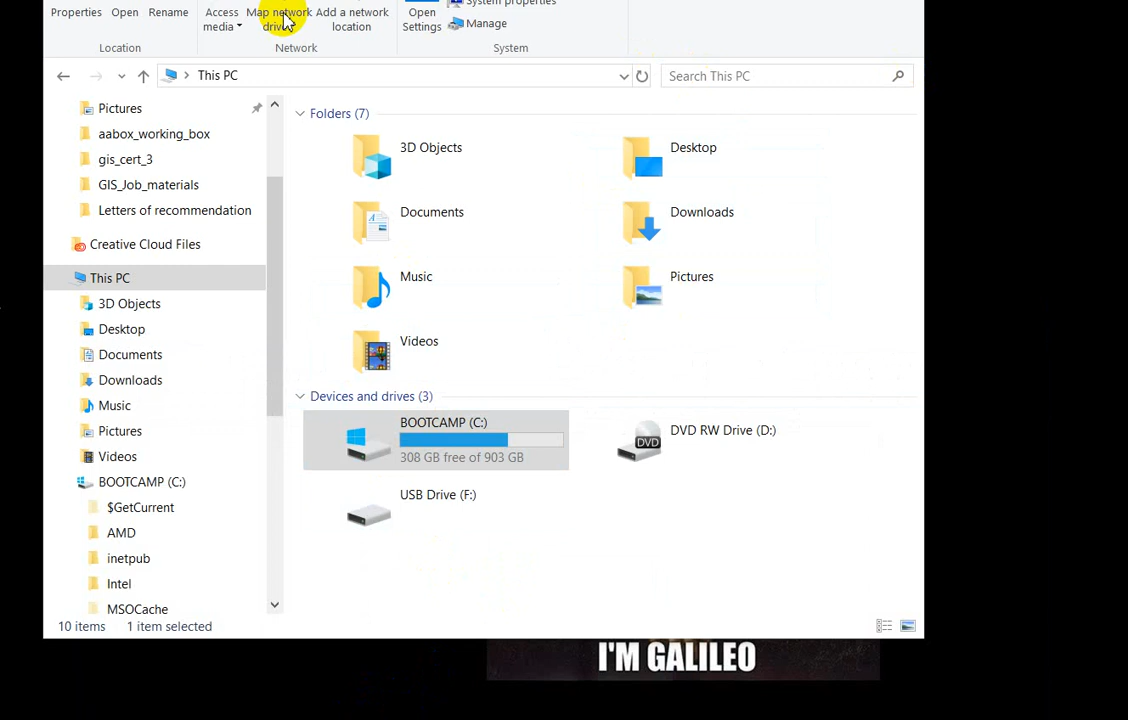 System properties
Properties Open Rename Access media Map network drive Add a network location Open Settings Manage
Location Network System
This PC
Search This PC
Pictures
aabox_working_box
gis_cert_3
GIS_Job_materials
Letters of recommendation
Creative Cloud Files
This PC
3D Objects
Desktop
Documents
Downloads
Music
Pictures
Videos
BOOTCAMP (C:)
$GetCurrent
AMD
inetpub
Intel
MSOCache
Folders (7)
3D Objects
Desktop
Documents
Downloads
Music
Pictures
Videos
Devices and drives (3)
BOOTCAMP (C:)
308 GB free of 903 GB
DVD RW Drive (D:)
DVD
USB Drive (F:)
10 items 1 item selected
I'M GALILEO